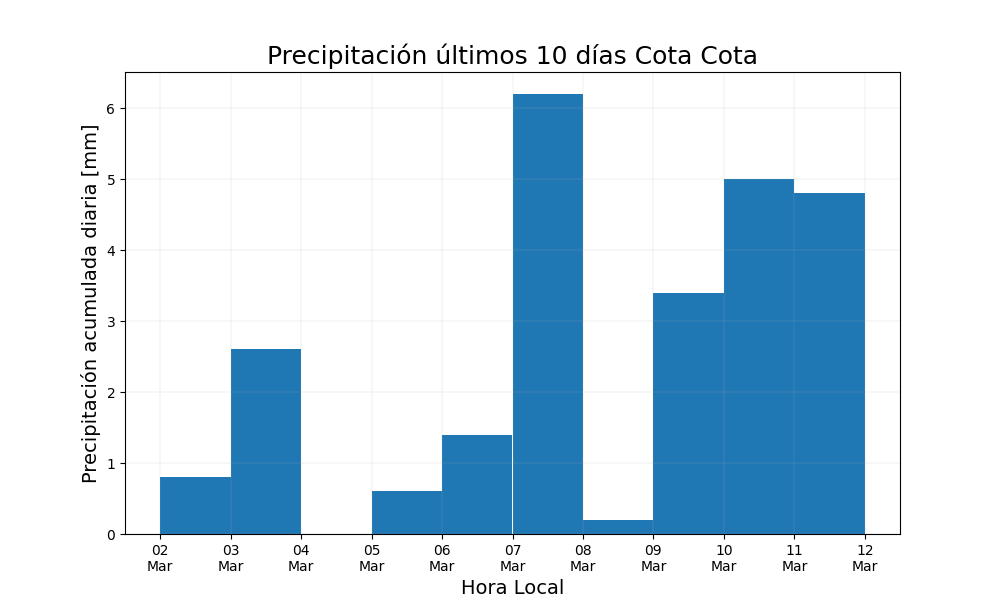 Precipitación últimos 10 días Cota Cota
Precipitación acumulada diaria [mm]
6
5
4
3
2
1
0
02 03 04 05 06 07 08 09 10 11 12
Mar Mar Mar Mar Mar Mar Mar Mar Mar Mar Mar
Hora Local